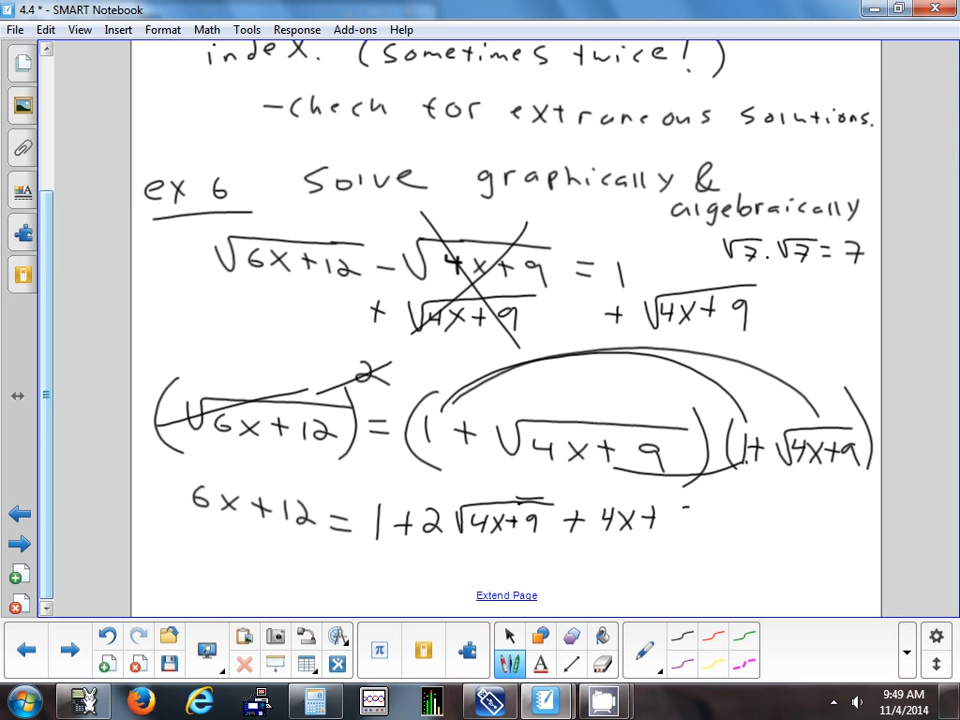 4.4 * - SMART Notebook
File Edit View Insert Format Math Tools Response Add-ons Help
index. (sometimes twice!)
- Check for extraneous solutions.
ex 6 Solve graphically &
algebraically
√7 . √7 = 7
√6x+12 - √4x+9 = 1
+ √4x+9 + √4x+9
(√6x+12)² = (1 + √4x+9)(1+ √4x+9)
6x+12 = 1+2√4x+9 + 4x+
Extend Page
9:49 AM
11/4/2014